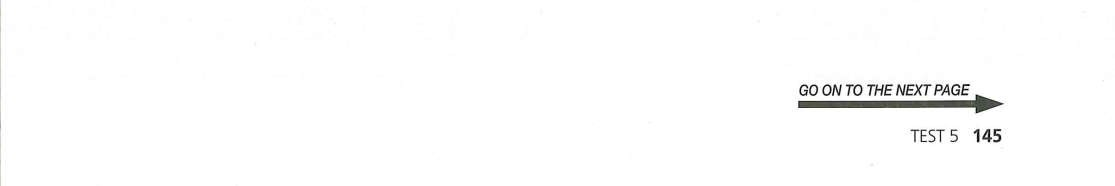 GO ON TO THE NEXT PAGE
TEST 5 145